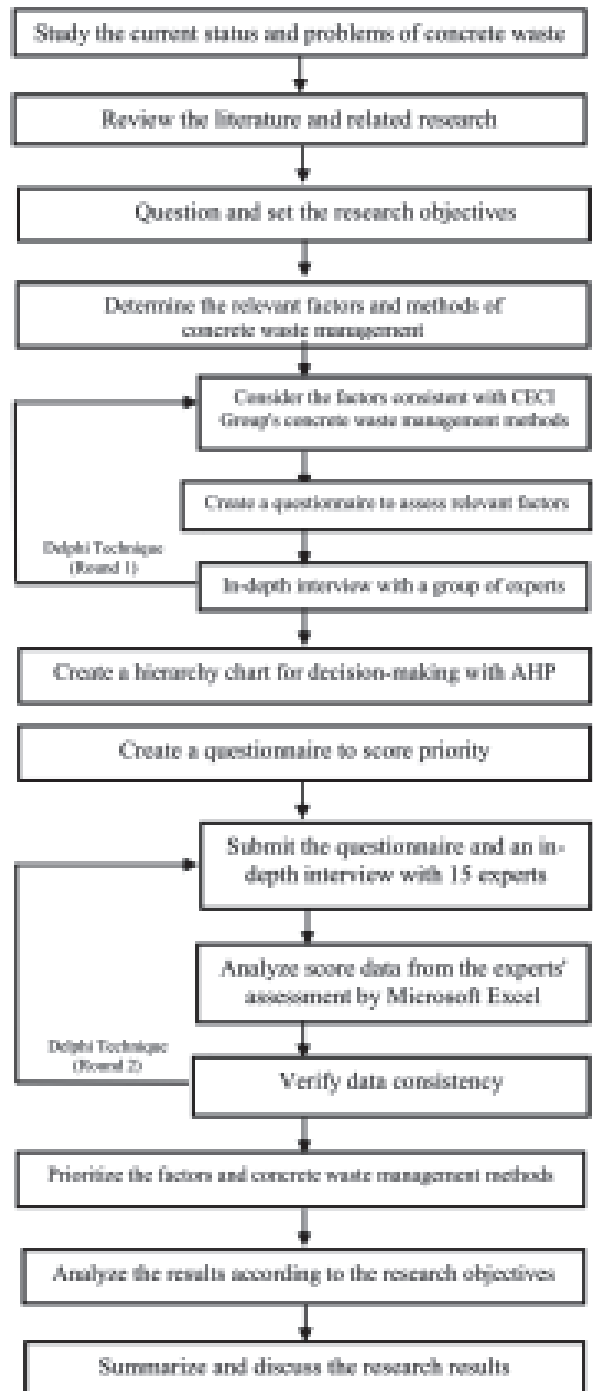 Study the current status and problems of concrete waste
Review the literature and related research
Question and set the research objectives
Determine the relevant factors and methods of
concrete waste management
Consider the factors consistent with CECI
Group's concrete waste management methods
Create a questionnaire to assess relevant factors
Delphi Technique
(Round 1)
In-depth interview with a group of experts
Create a hierarchy chart for decision-making with AHP
Create a questionnaire to score priority
Submit the questionnaire and an in-
depth interview with 15 experts
Analyze score data from the experts'
assessment by Microsoft Excel
Delphi Technique
(Round 2)
Verify data consistency
Prioritize the factors and concrete waste management methods
Analyze the results according to the research objectives
Summarize and discuss the research results